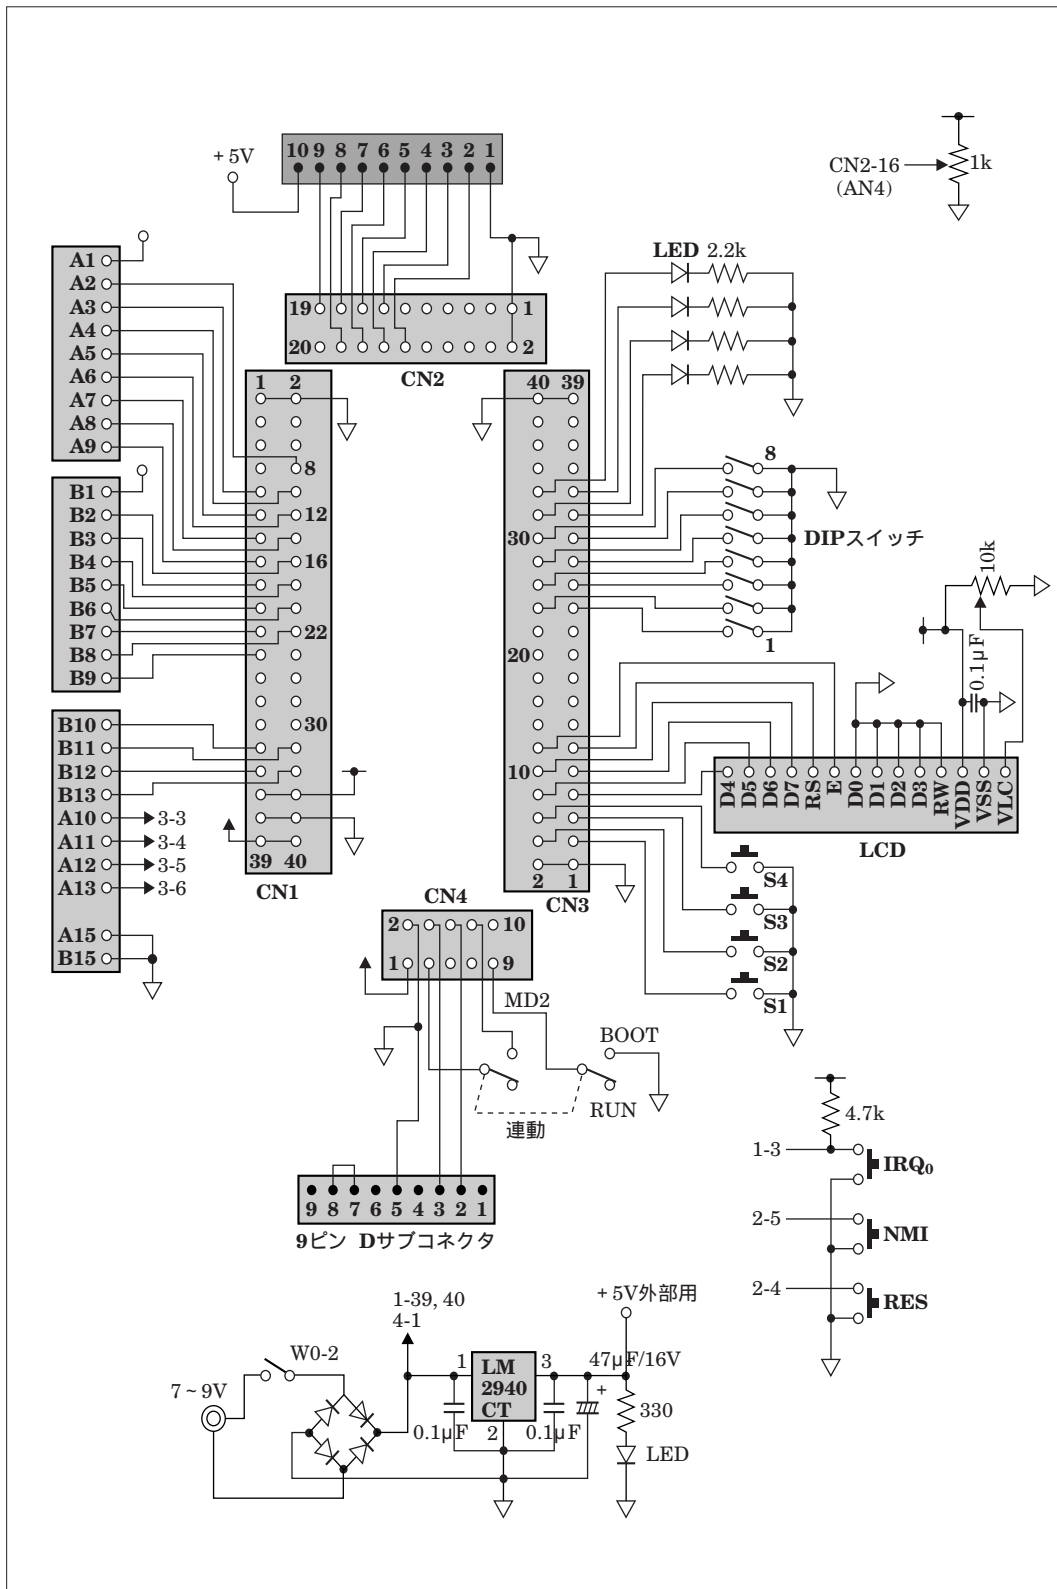 10 9 8 7 6 5 4 3 2 1
+5V
CN2-16
(AN4)
1k
LED 2.2k
A1
A2
A3
A4
A5
A6
A7
A8
A9
19 1
20 2
CN2
1 2
40 39
8
8
B1
B2
B3
B4
B5
B6
B7
B8
B9
12
16
22
30
30
DIPスイッチ
20
1
10k
0.1μF
10
B10
B11
B12
B13
A10 3-3
A11 3-4
A12 3-5
A13 3-6
A15
B15
39 40
CN1
2 1
CN3
D4 D5 D6 D7 RS E D0 D1 D2 D3 RW VDD VSS VLC
LCD
S4
S3
S2
S1
CN4
2 10
1 9
MD2
BOOT
RUN
連動
4.7k
1-3
IRQ₀
2-5
NMI
2-4
RES
9 8 7 6 5 4 3 2 1
9ピン Dサブコネクタ
1-39, 40
4-1
+5V外部用
W0-2
7~9V
1 LM 3
2940
CT
2
47μF/16V
+
0.1μF
0.1μF
330
LED